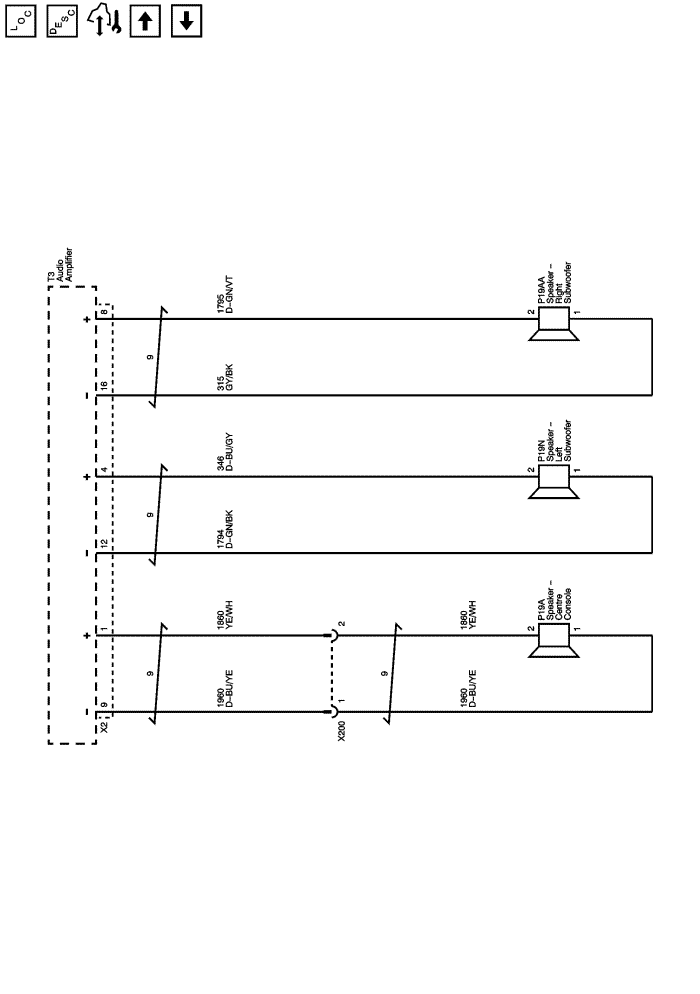 LOC
DESC
T3
Audio
Amplifier
X2
9
1
12
4
16
8
-
+
-
+
-
+
9
9
9
1960
D-BU/YE
1860
YE/WH
1794
D-GN/BK
346
D-BU/GY
315
GY/BK
1795
D-GN/VT
X200
1
2
9
1960
D-BU/YE
1860
YE/WH
2
P19A
Speaker –
Centre
Console
1
2
P19N
Speaker –
Left
Subwoofer
1
2
P19AA
Speaker –
Right
Subwoofer
1